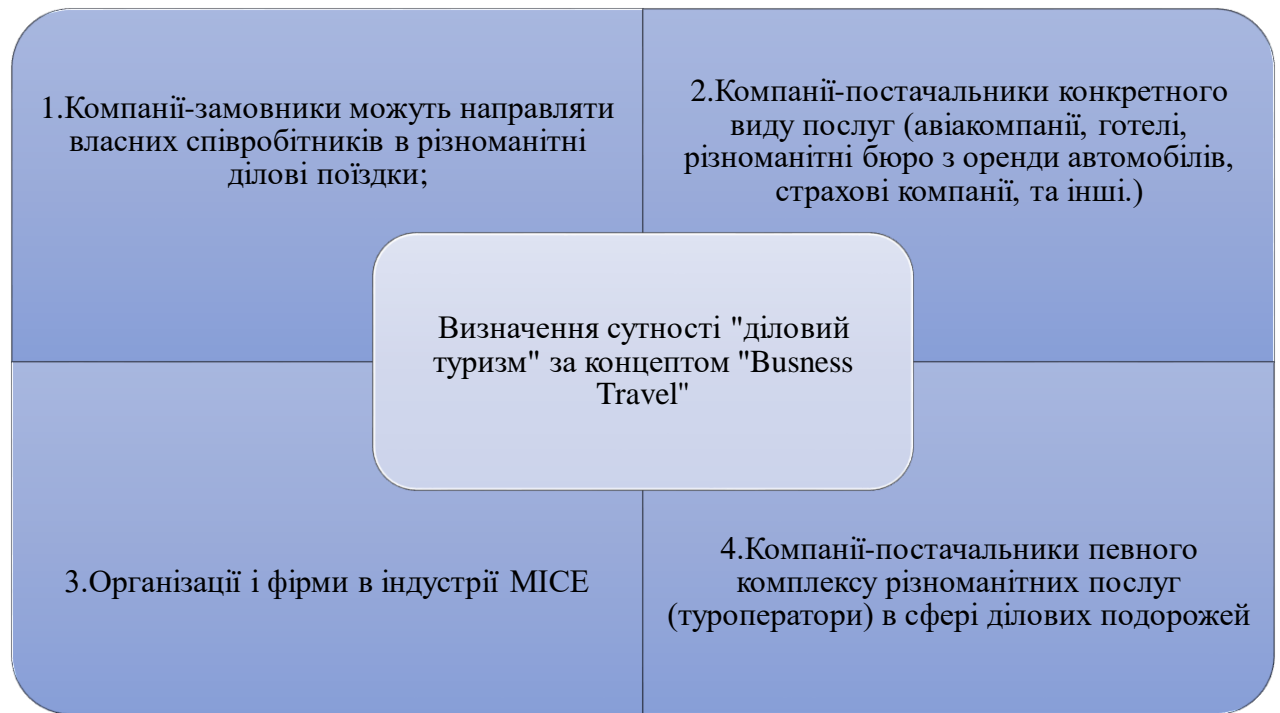 1.Компанії-замовники можуть направляти
власних співробітників в різноманітні
ділові поїздки;
2.Компанії-постачальники конкретного
виду послуг (авіакомпанії, готелі,
різноманітні бюро з оренди автомобілів,
страхові компанії, та інші.)
Визначення сутності "діловий
туризм" за концептом "Busness
Travel"
3.Організації і фірми в індустрії MICE
4.Компанії-постачальники певного
комплексу різноманітних послуг
(туроператори) в сфері ділових подорожей